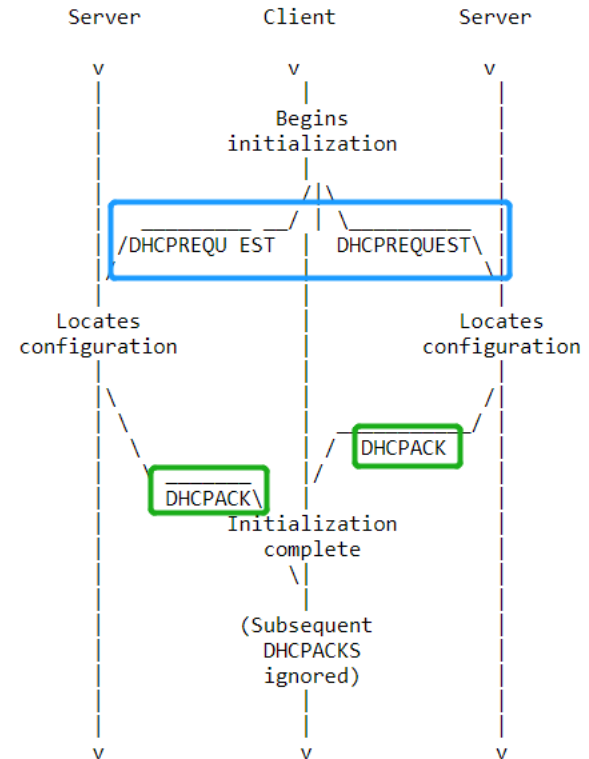 Server Client Server
v v v
Begins
initialization
/DHCPREQU EST DHCPREQUEST\
Locates Locates
configuration configuration
DHCPACK
DHCPACK\
Initialization
complete
(Subsequent
DHCPACKS
ignored)
v v v